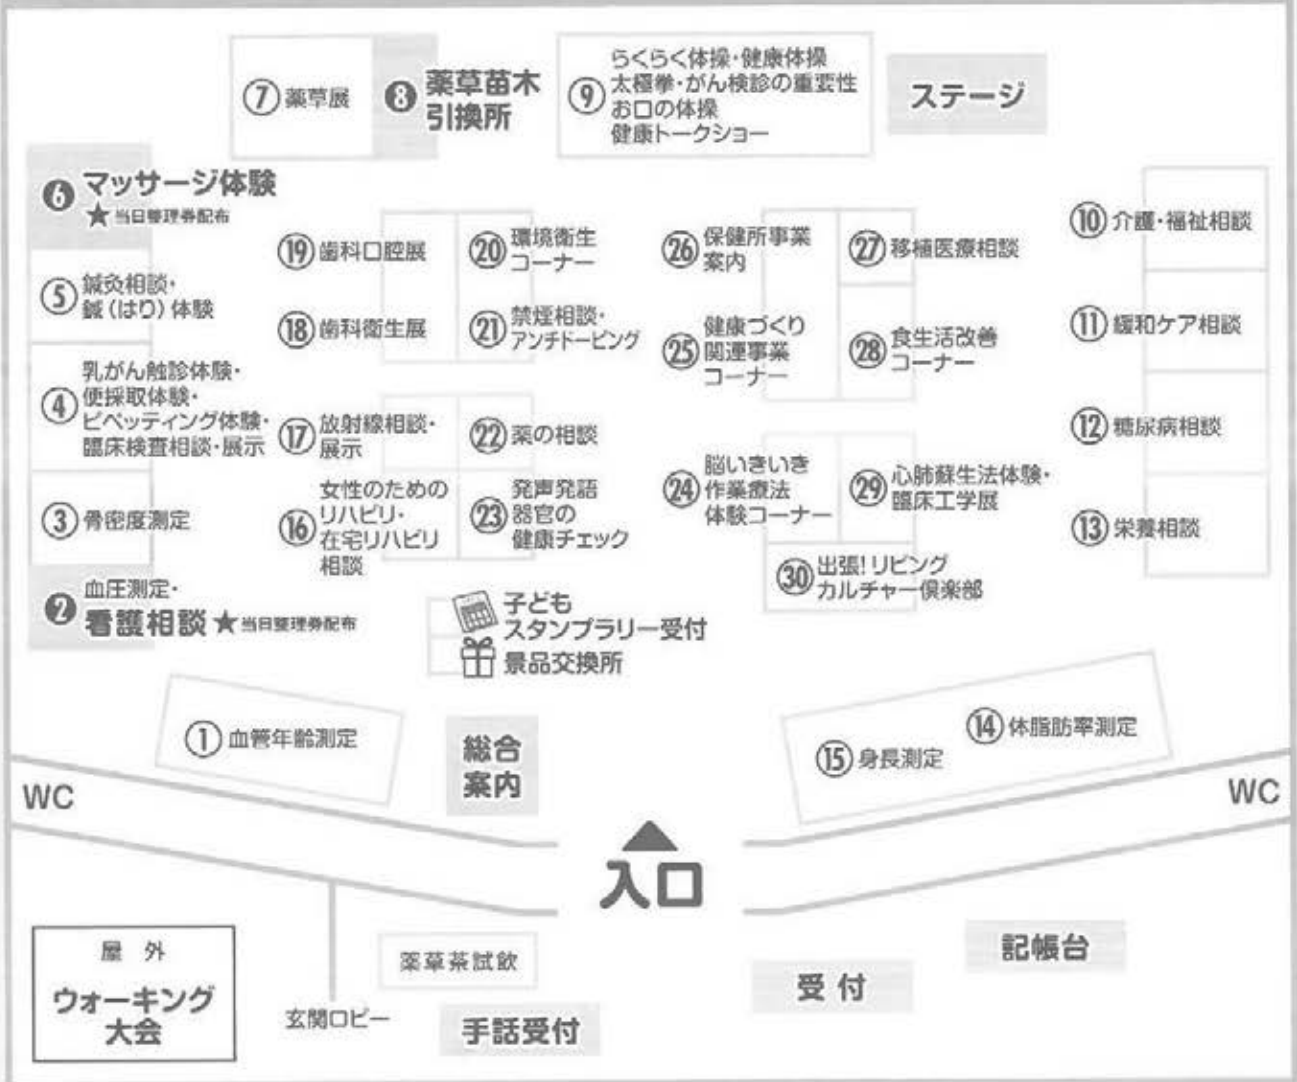 ⑦薬草展
❽薬草苗木
引換所
⑨らくらく体操・健康体操
太極拳・がん検診の重要性
お口の体操
健康トークショー
ステージ
❻マッサージ体験
★当日整理券配布
⑤鍼灸相談・
鍼(はり)体験
④乳がん触診体験・
便採取体験・
ピペッティング体験・
臨床検査相談・展示
③骨密度測定
❷血圧測定・
看護相談★当日整理券配布
⑲歯科口腔展
⑱歯科衛生展
⑰放射線相談・
展示
⑯女性のための
リハビリ・
在宅リハビリ
相談
⑳環境衛生
コーナー
㉑禁煙相談・
アンチドーピング
㉒薬の相談
㉓発声発語
器官の
健康チェック
㉖保健所事業
案内
㉕健康づくり
関連事業
コーナー
㉔脳いきいき
作業療法
体験コーナー
㉗移植医療相談
㉘食生活改善
コーナー
㉙心肺蘇生法体験・
臨床工学展
㉚出張!リビング
カルチャー倶楽部
⑩介護・福祉相談
⑪緩和ケア相談
⑫糖尿病相談
⑬栄養相談
子ども
スタンプラリー受付
景品交換所
①血管年齢測定
総合
案内
⑭体脂肪率測定
⑮身長測定
WC
WC
入口
屋 外
ウォーキング
大会
玄関ロビー
薬草茶試飲
手話受付
受 付
記帳台